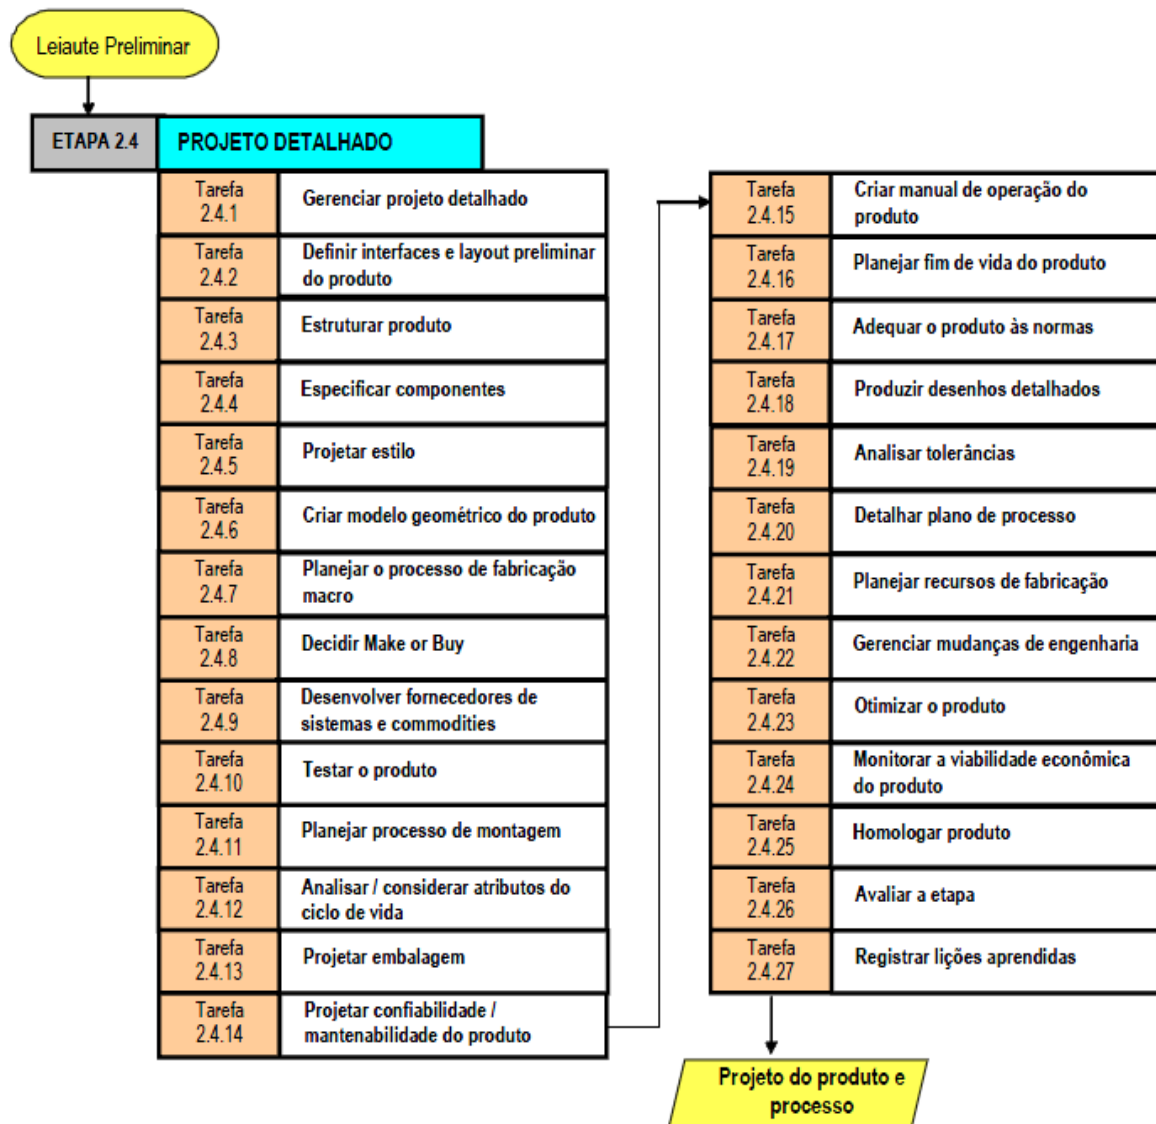 Leiaute Preliminar
ETAPA 2.4 PROJETO DETALHADO
Tarefa
2.4.1
Gerenciar projeto detalhado
Tarefa
2.4.2
Definir interfaces e layout preliminar
do produto
Tarefa
2.4.3
Estruturar produto
Tarefa
2.4.4
Especificar componentes
Tarefa
2.4.5
Projetar estilo
Tarefa
2.4.6
Criar modelo geométrico do produto
Tarefa
2.4.7
Planejar o processo de fabricação
macro
Tarefa
2.4.8
Decidir Make or Buy
Tarefa
2.4.9
Desenvolver fornecedores de
sistemas e commodities
Tarefa
2.4.10
Testar o produto
Tarefa
2.4.11
Planejar processo de montagem
Tarefa
2.4.12
Analisar / considerar atributos do
ciclo de vida
Tarefa
2.4.13
Projetar embalagem
Tarefa
2.4.14
Projetar confiabilidade /
mantenabilidade do produto
Tarefa
2.4.15
Criar manual de operação do
produto
Tarefa
2.4.16
Planejar fim de vida do produto
Tarefa
2.4.17
Adequar o produto às normas
Tarefa
2.4.18
Produzir desenhos detalhados
Tarefa
2.4.19
Analisar tolerâncias
Tarefa
2.4.20
Detalhar plano de processo
Tarefa
2.4.21
Planejar recursos de fabricação
Tarefa
2.4.22
Gerenciar mudanças de engenharia
Tarefa
2.4.23
Otimizar o produto
Tarefa
2.4.24
Monitorar a viabilidade econômica
do produto
Tarefa
2.4.25
Homologar produto
Tarefa
2.4.26
Avaliar a etapa
Tarefa
2.4.27
Registrar lições aprendidas
Projeto do produto e
processo